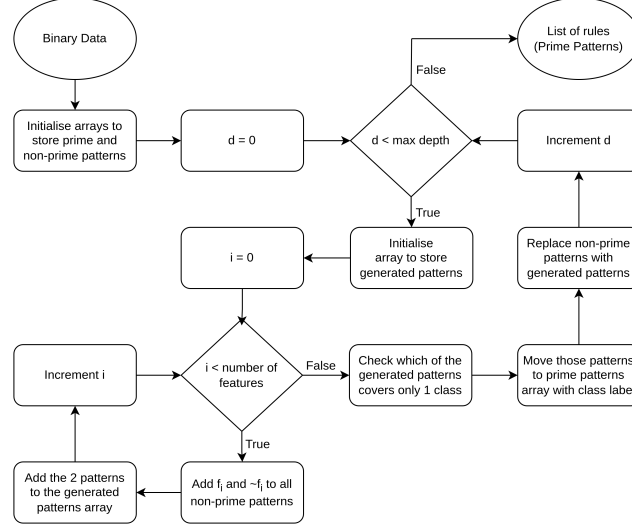 Binary Data
List of rules
(Prime Patterns)
False
Initialise arrays to
store prime and
non-prime patterns
d = 0
d < max depth
Increment d
True
i = 0
Initialise
array to store
generated patterns
Replace non-prime
patterns with
generated patterns
Increment i
i < number of
features
False
Check which of the
generated patterns
covers only 1 class
Move those patterns
to prime patterns
array with class label
True
Add the 2 patterns
to the generated
patterns array
Add fi and ~fi to all
non-prime patterns